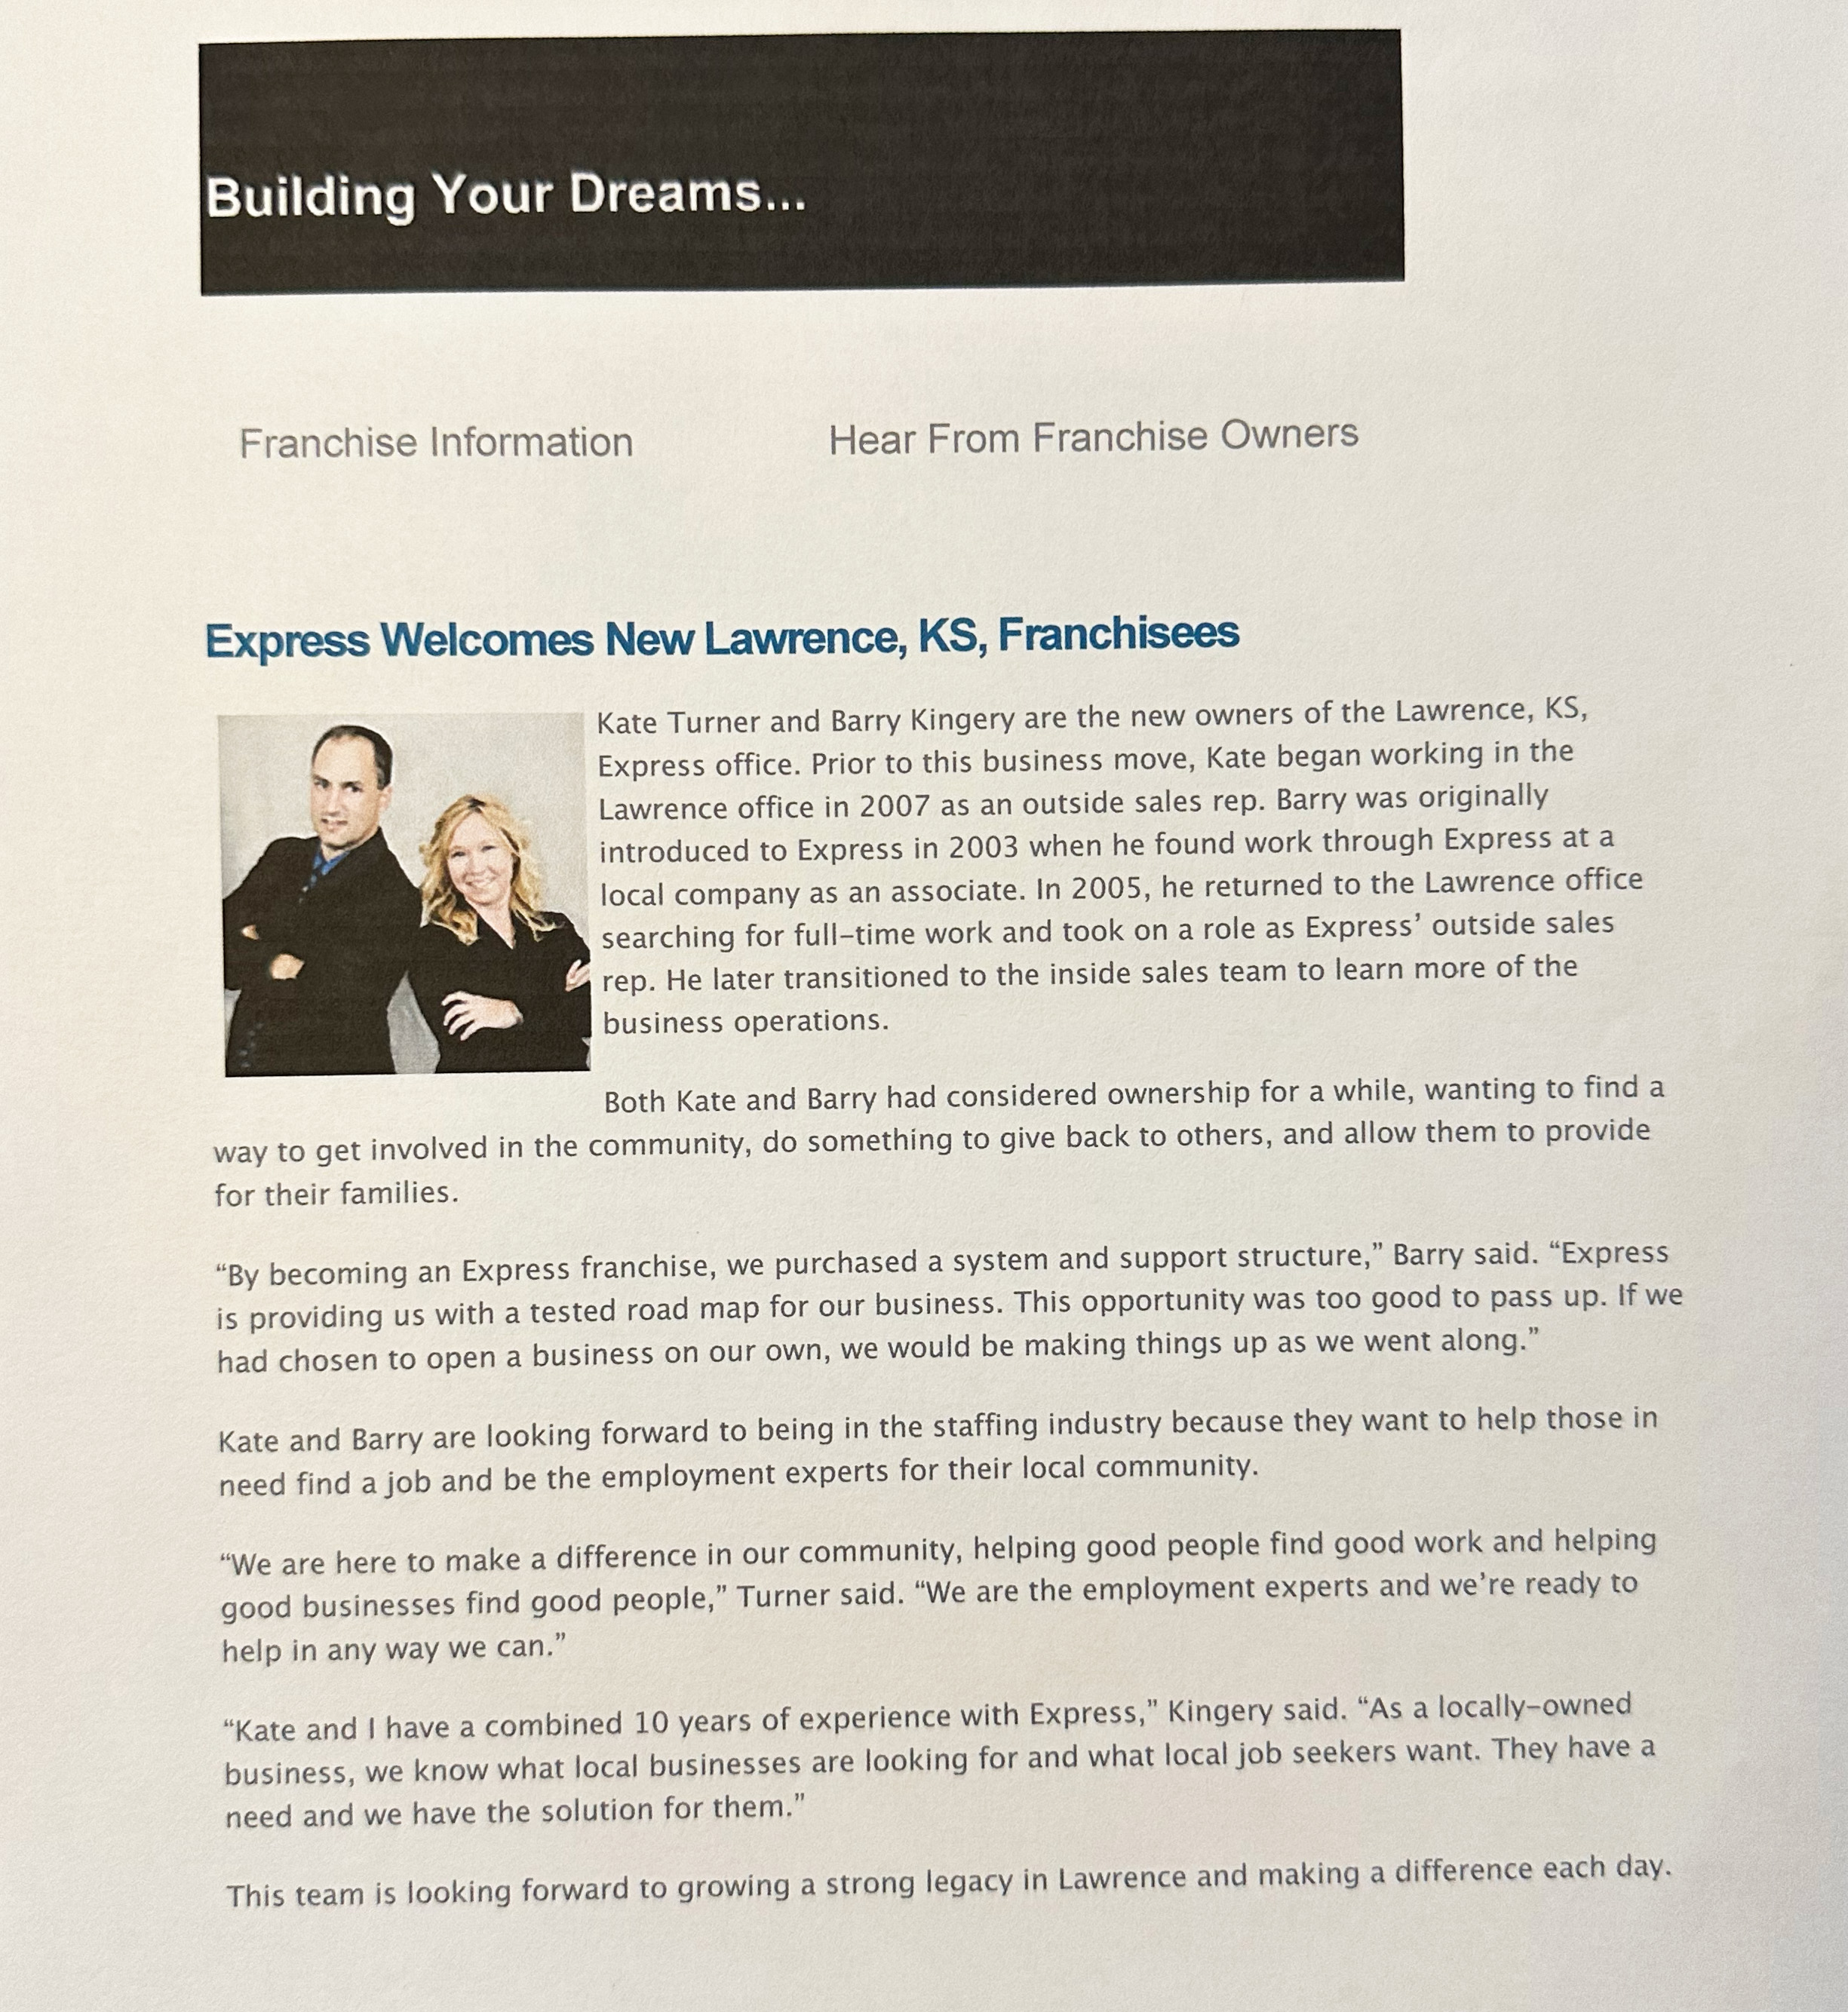 Building Your Dreams...
Franchise Information
Hear From Franchise Owners
Express Welcomes New Lawrence, KS, Franchisees
Kate Turner and Barry Kingery are the new owners of the Lawrence, KS,
Express office. Prior to this business move, Kate began working in the
Lawrence office in 2007 as an outside sales rep. Barry was originally
introduced to Express in 2003 when he found work through Express at a
local company as an associate. In 2005, he returned to the Lawrence office
searching for full-time work and took on a role as Express’ outside sales
rep. He later transitioned to the inside sales team to learn more of the
business operations.
Both Kate and Barry had considered ownership for a while, wanting to find a
way to get involved in the community, do something to give back to others, and allow them to provide
for their families.
“By becoming an Express franchise, we purchased a system and support structure,” Barry said. “Express
is providing us with a tested road map for our business. This opportunity was too good to pass up. If we
had chosen to open a business on our own, we would be making things up as we went along.”
Kate and Barry are looking forward to being in the staffing industry because they want to help those in
need find a job and be the employment experts for their local community.
“We are here to make a difference in our community, helping good people find good work and helping
good businesses find good people,” Turner said. “We are the employment experts and we’re ready to
help in any way we can.”
“Kate and I have a combined 10 years of experience with Express,” Kingery said. “As a locally-owned
business, we know what local businesses are looking for and what local job seekers want. They have a
need and we have the solution for them.”
This team is looking forward to growing a strong legacy in Lawrence and making a difference each day.